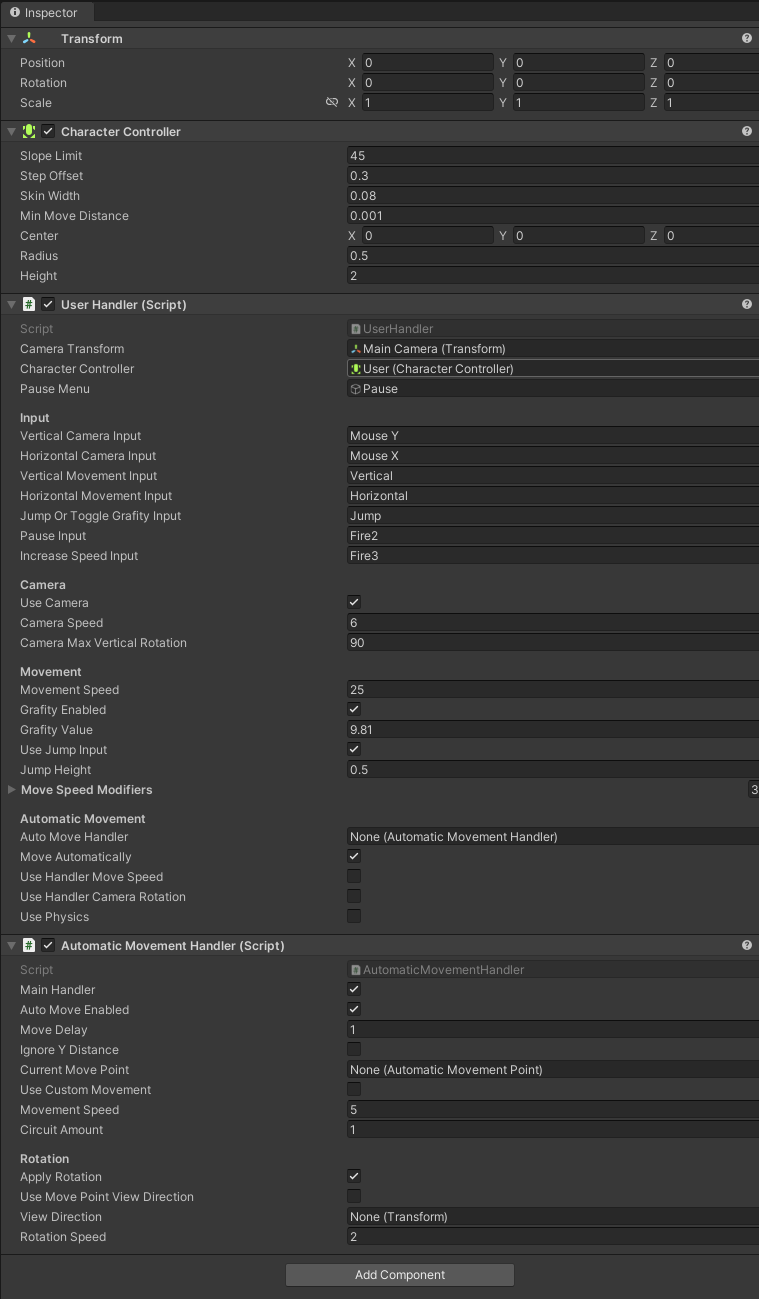 Inspector
Transform
Position X 0 Y 0 Z 0
Rotation X 0 Y 0 Z 0
Scale X 1 Y 1 Z 1
Character Controller
Slope Limit 45
Step Offset 0.3
Skin Width 0.08
Min Move Distance 0.001
Center X 0 Y 0 Z 0
Radius 0.5
Height 2
# User Handler (Script)
Script UserHandler
Camera Transform Main Camera (Transform)
Character Controller User (Character Controller)
Pause Menu Pause
Input
Vertical Camera Input Mouse Y
Horizontal Camera Input Mouse X
Vertical Movement Input Vertical
Horizontal Movement Input Horizontal
Jump Or Toggle Grafity Input Jump
Pause Input Fire2
Increase Speed Input Fire3
Camera
Use Camera
Camera Speed 6
Camera Max Vertical Rotation 90
Movement
Movement Speed 25
Grafity Enabled
Grafity Value 9.81
Use Jump Input
Jump Height 0.5
Move Speed Modifiers 3
Automatic Movement
Auto Move Handler None (Automatic Movement Handler)
Move Automatically
Use Handler Move Speed
Use Handler Camera Rotation
Use Physics
# Automatic Movement Handler (Script)
Script AutomaticMovementHandler
Main Handler
Auto Move Enabled
Move Delay 1
Ignore Y Distance
Current Move Point None (Automatic Movement Point)
Use Custom Movement
Movement Speed 5
Circuit Amount 1
Rotation
Apply Rotation
Use Move Point View Direction
View Direction None (Transform)
Rotation Speed 2
Add Component